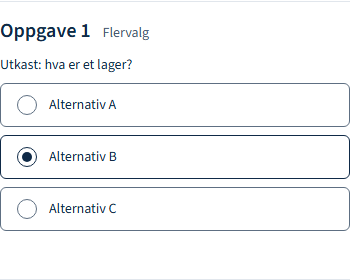 Oppgave 1 Flervalg
Utkast: hva er et lager?
Alternativ A
Alternativ B
Alternativ C